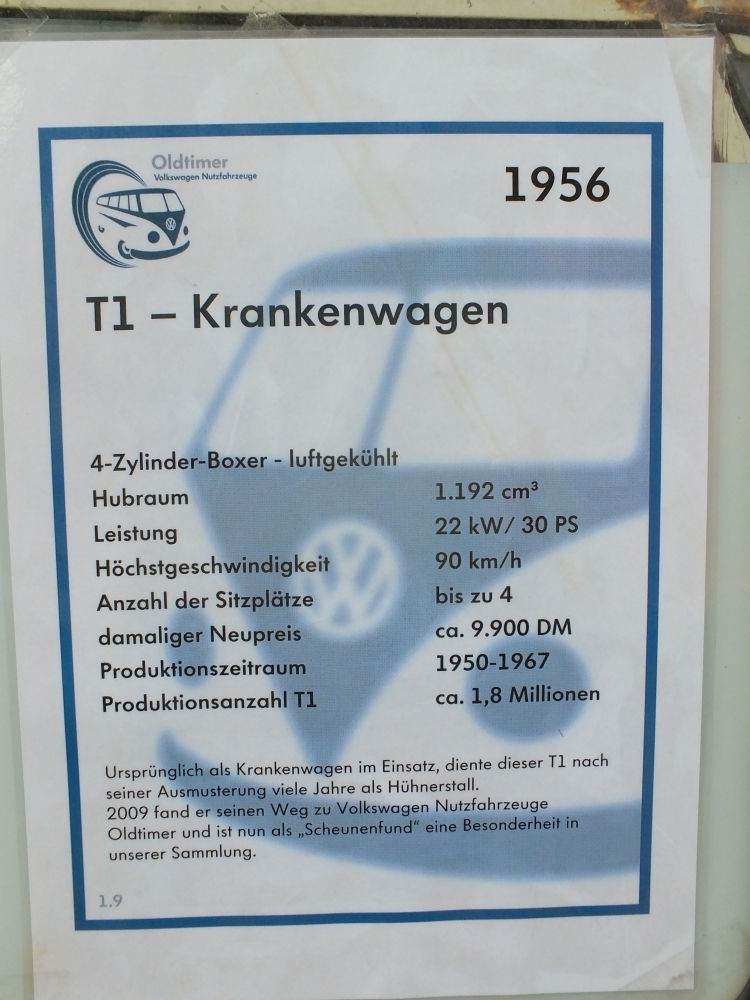 Oldtimer
Volkswagen Nutzfahrzeuge
1956
T1 – Krankenwagen
4-Zylinder-Boxer - luftgekühlt
Hubraum 1.192 cm³
Leistung 22 kW/ 30 PS
Höchstgeschwindigkeit 90 km/h
Anzahl der Sitzplätze bis zu 4
damaliger Neupreis ca. 9.900 DM
Produktionszeitraum 1950-1967
Produktionsanzahl T1 ca. 1,8 Millionen
Ursprünglich als Krankenwagen im Einsatz, diente dieser T1 nach
seiner Ausmusterung viele Jahre als Hühnerstall.
2009 fand er seinen Weg zu Volkswagen Nutzfahrzeuge
Oldtimer und ist nun als „Scheunenfund“ eine Besonderheit in
unserer Sammlung.
1.9